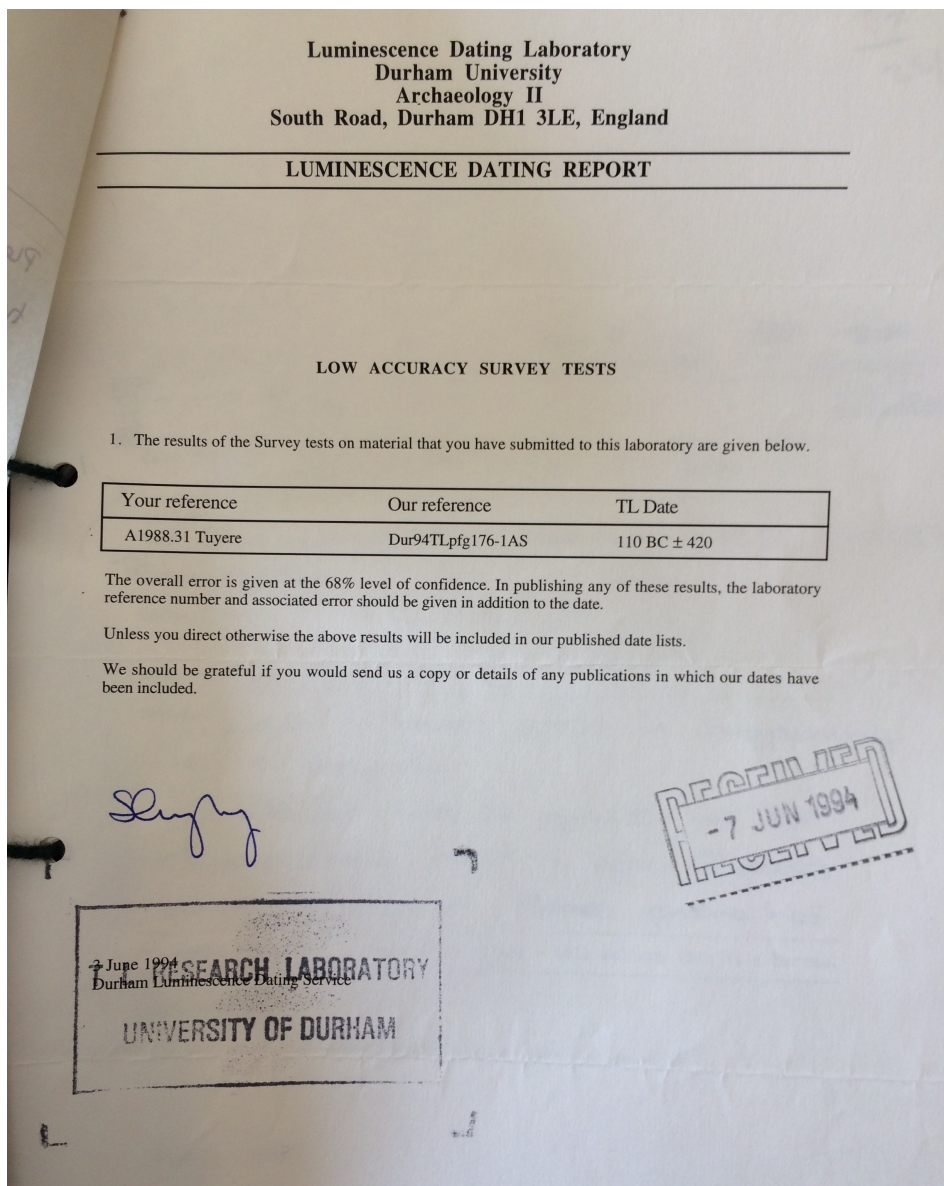 Luminescence Dating Laboratory
Durham University
Archaeology II
South Road, Durham DH1 3LE, England
LUMINESCENCE DATING REPORT
LOW ACCURACY SURVEY TESTS
1. The results of the Survey tests on material that you have submitted to this laboratory are given below.
Your reference Our reference TL Date
A1988.31 Tuyere Dur94TLpfg176-1AS 110 BC ± 420
The overall error is given at the 68% level of confidence. In publishing any of these results, the laboratory
reference number and associated error should be given in addition to the date.
Unless you direct otherwise the above results will be included in our published date lists.
We should be grateful if you would send us a copy or details of any publications in which our dates have
been included.
RECEIVED
-7 JUN 1994
RECEIVED
June 1994
RESEARCH LABORATORY
Durham Luminescence Dating Service
UNIVERSITY OF DURHAM